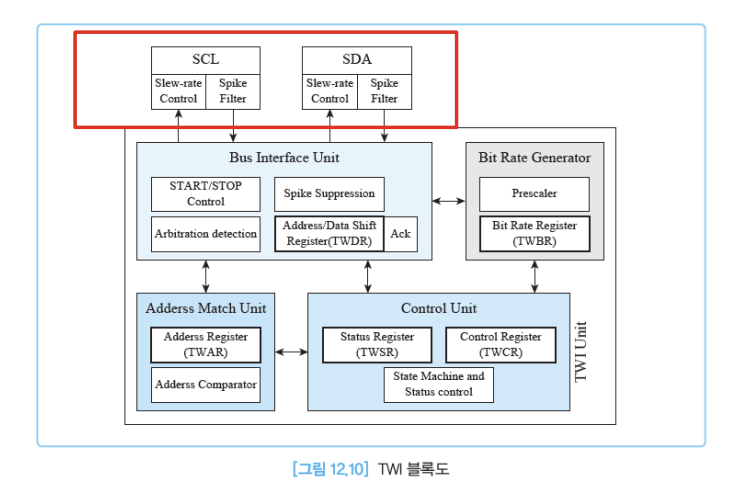 SCL
Slew-rate
Control
Spike
Filter
SDA
Slew-rate
Control
Spike
Filter
Bus Interface Unit
START/STOP
Control
Spike Suppression
Arbitration detection
Address/Data Shift
Register(TWDR)
Ack
Bit Rate Generator
Prescaler
Bit Rate Register
(TWBR)
Adderss Match Unit
Adderss Register
(TWAR)
Adderss Comparator
Control Unit
Status Register
(TWSR)
Control Register
(TWCR)
State Machine and
Status control
TWI Unit
[그림 12.10] TWI 블록도